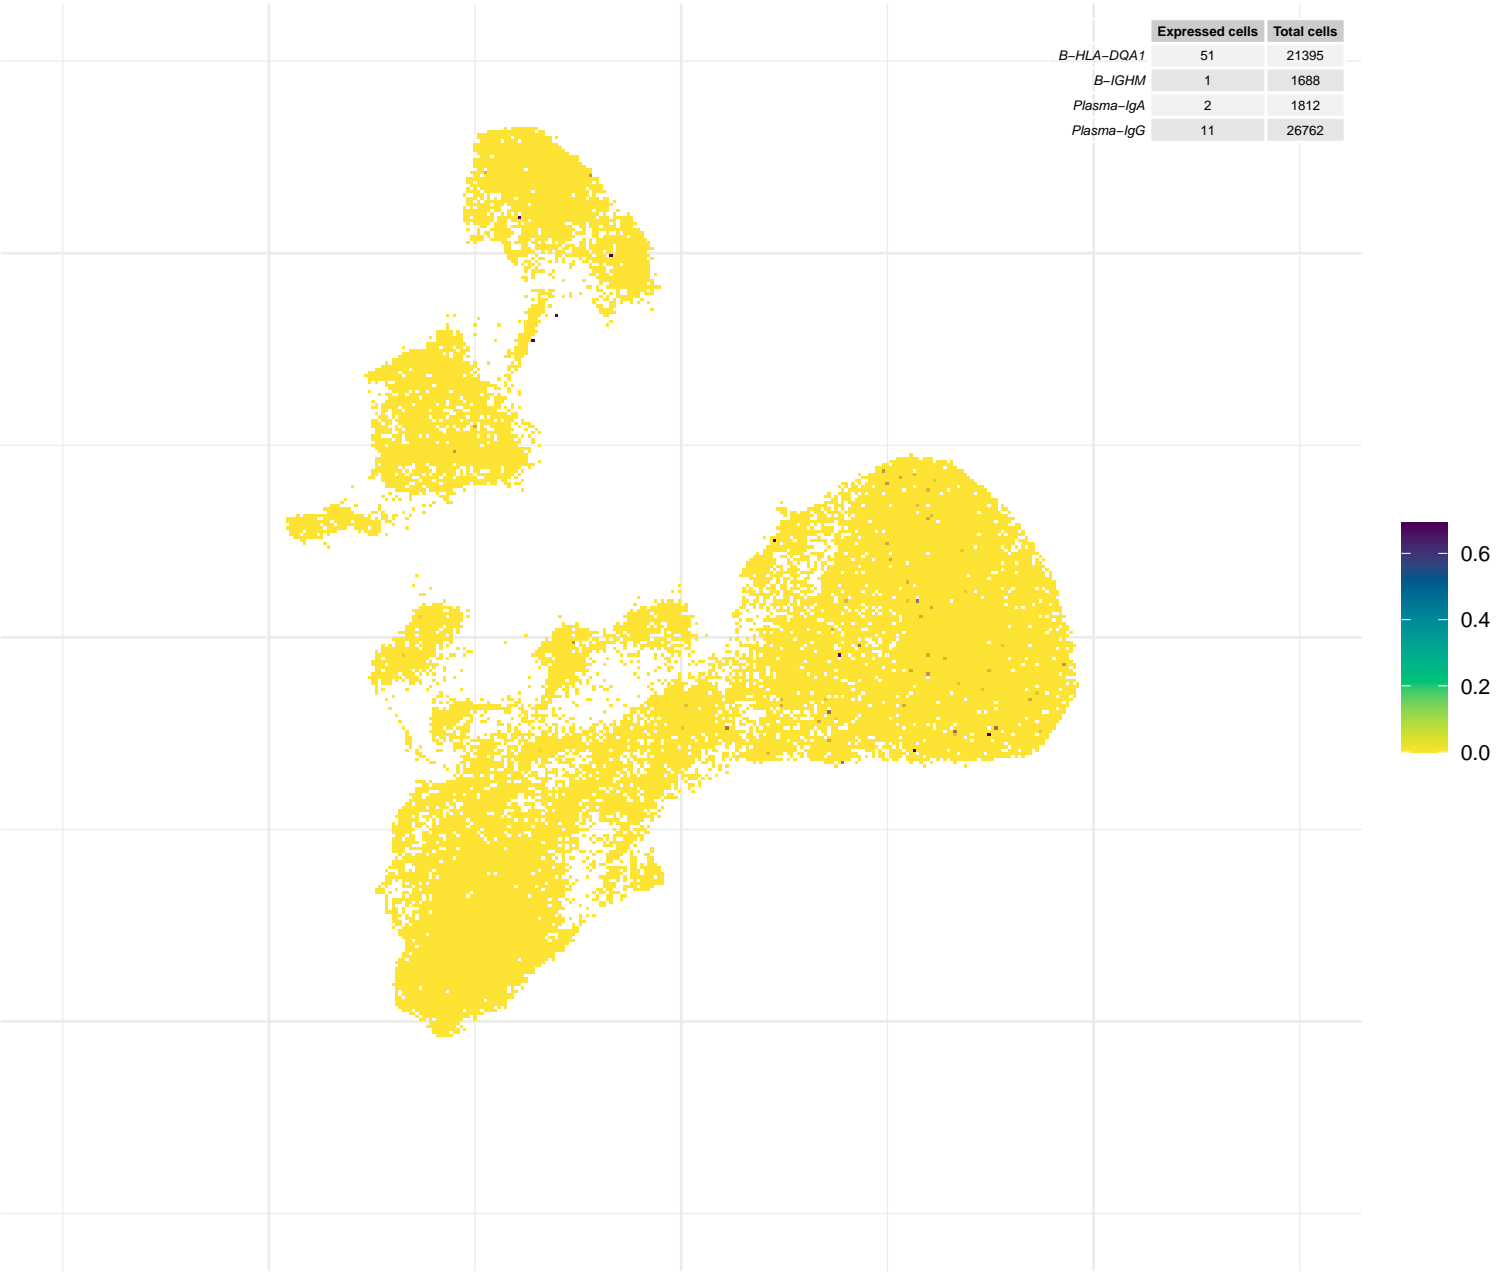 Expressed cells Total cells
B−HLA−DQA1 51 21395
B−IGHM 1 1688
Plasma−IgA 2 1812
Plasma−IgG 11 26762
0.6
0.4
0.2
0.0